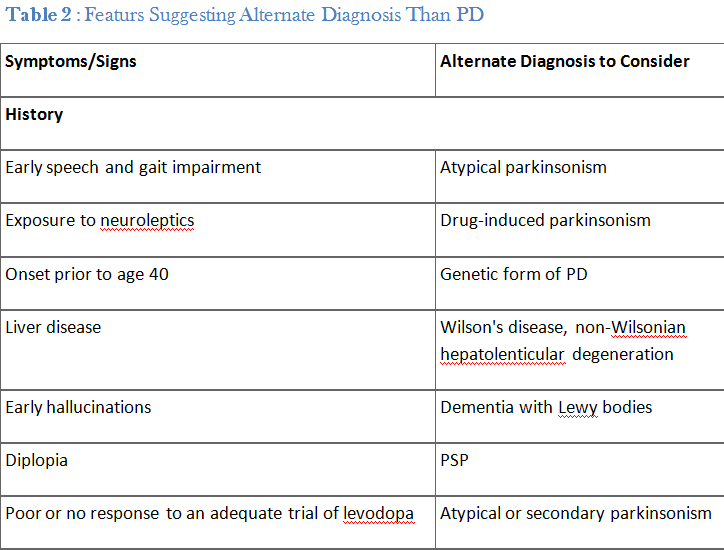 Table 2 : Featurs Suggesting Alternate Diagnosis Than PD
Symptoms/Signs Alternate Diagnosis to Consider
History
Early speech and gait impairment Atypical parkinsonism
Exposure to neuroleptics Drug-induced parkinsonism
Onset prior to age 40 Genetic form of PD
Liver disease Wilson's disease, non-Wilsonian
hepatolenticular degeneration
Early hallucinations Dementia with Lewy bodies
Diplopia PSP
Poor or no response to an adequate trial of levodopa Atypical or secondary parkinsonism